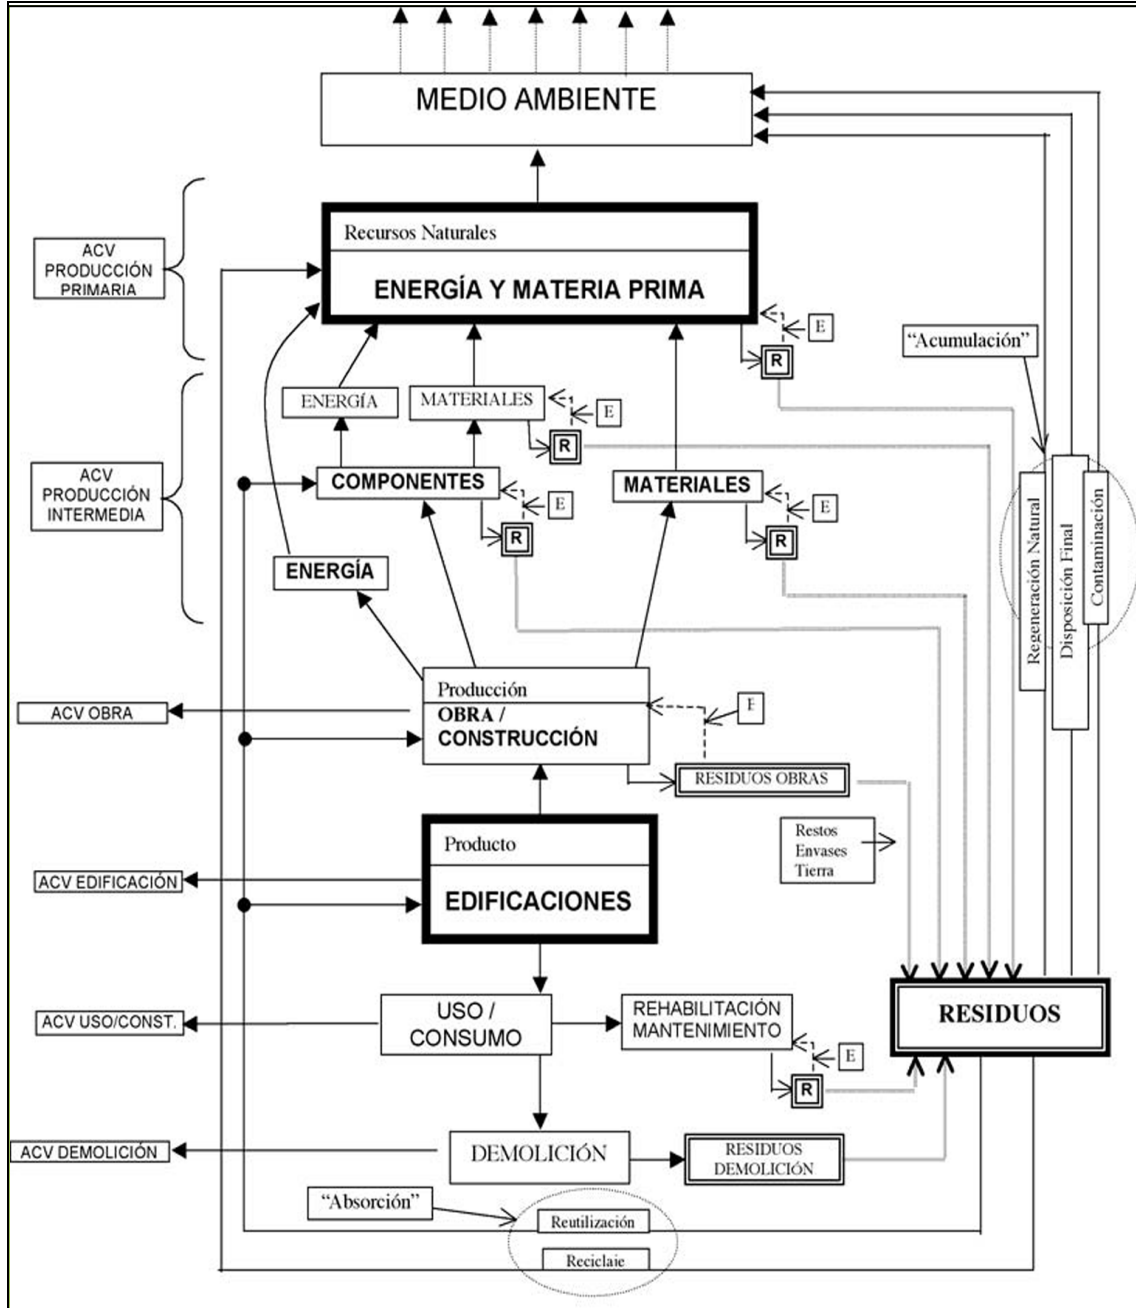 MEDIO AMBIENTE
Recursos Naturales
ENERGÍA Y MATERIA PRIMA
ACV
PRODUCCIÓN
PRIMARIA
E
R
"Acumulación"
ENERGÍA
MATERIALES
E
R
ACV
PRODUCCIÓN
INTERMEDIA
COMPONENTES
E
R
MATERIALES
E
R
Regeneración Natural
Disposición Final
Contaminación
ENERGÍA
Producción
OBRA /
CONSTRUCCIÓN
E
ACV OBRA
RESIDUOS OBRAS
Restos
Envases
Tierra
Producto
EDIFICACIONES
ACV EDIFICACIÓN
RESIDUOS
USO /
CONSUMO
REHABILITACIÓN
MANTENIMIENTO
ACV USO/CONST.
E
R
DEMOLICIÓN
RESIDUOS
DEMOLICIÓN
ACV DEMOLICIÓN
"Absorción"
Reutilización
Reciclaje